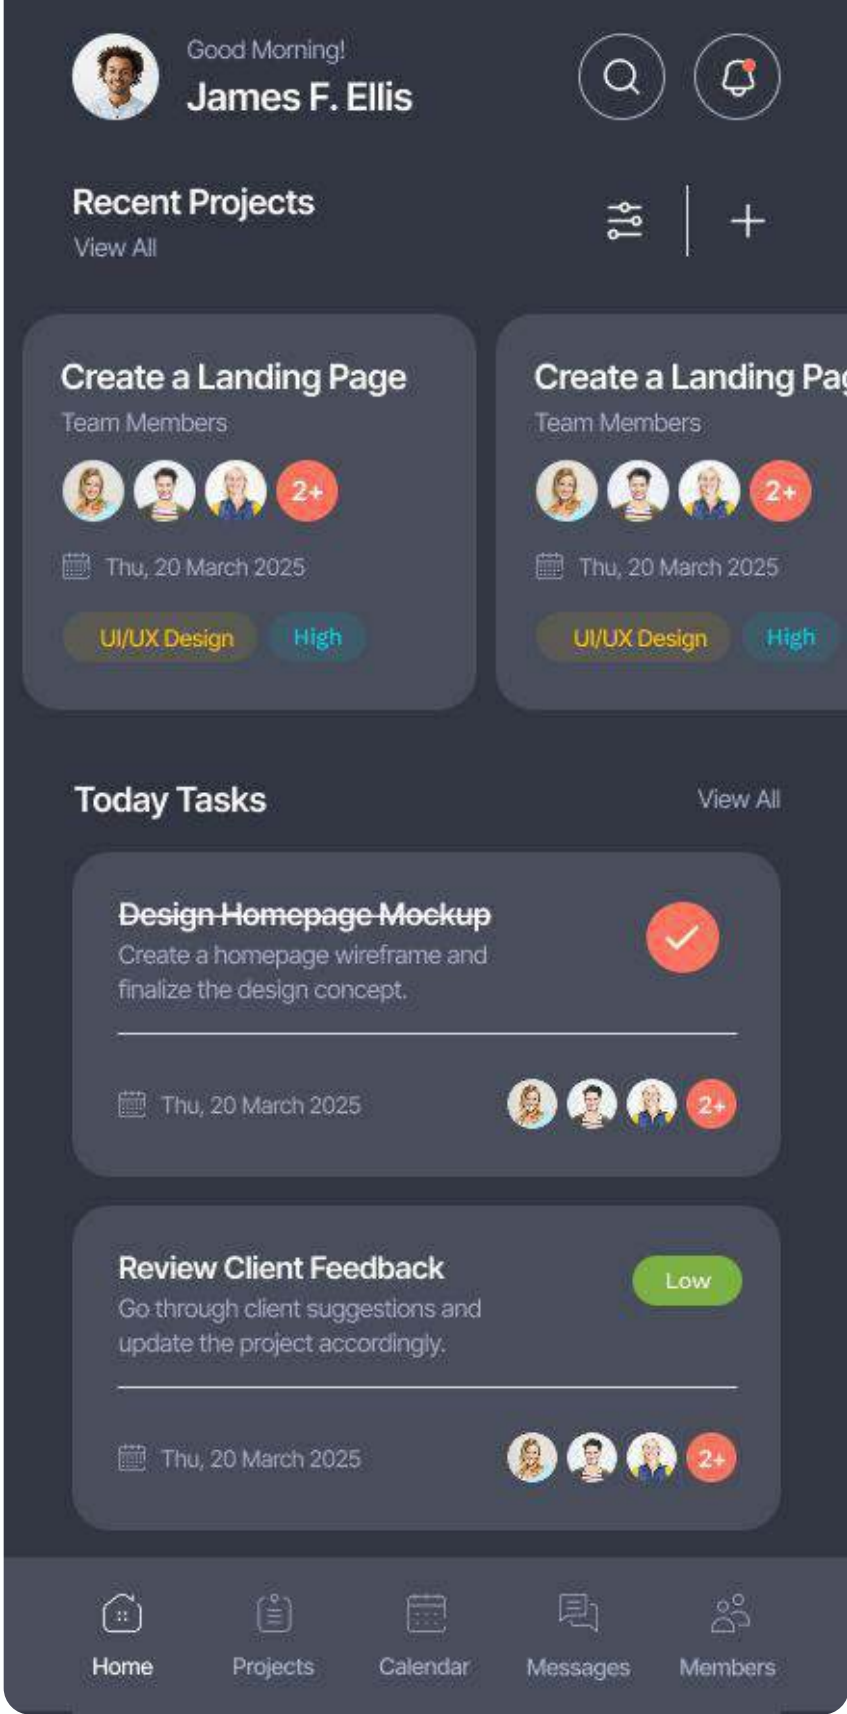 Good Morning!
James F. Ellis
Recent Projects
View All
Create a Landing Page
Team Members
2+
Thu, 20 March 2025
UI/UX Design
High
Create a Landing Pag
Team Members
2+
Thu, 20 March 2025
UI/UX Design
High
Today Tasks
View All
Design Homepage Mockup
Create a homepage wireframe and
finalize the design concept.
Thu, 20 March 2025
2+
Review Client Feedback
Low
Go through client suggestions and
update the project accordingly.
Thu, 20 March 2025
2+
Home
Projects
Calendar
Messages
Members